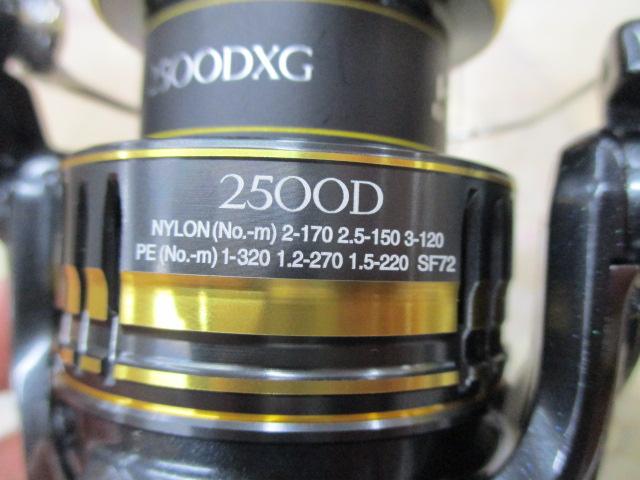 2500DXG
2500D
NYLON (No.-m) 2-170 2.5-150 3-120
PE (No.-m) 1-320 1.2-270 1.5-220 SF72